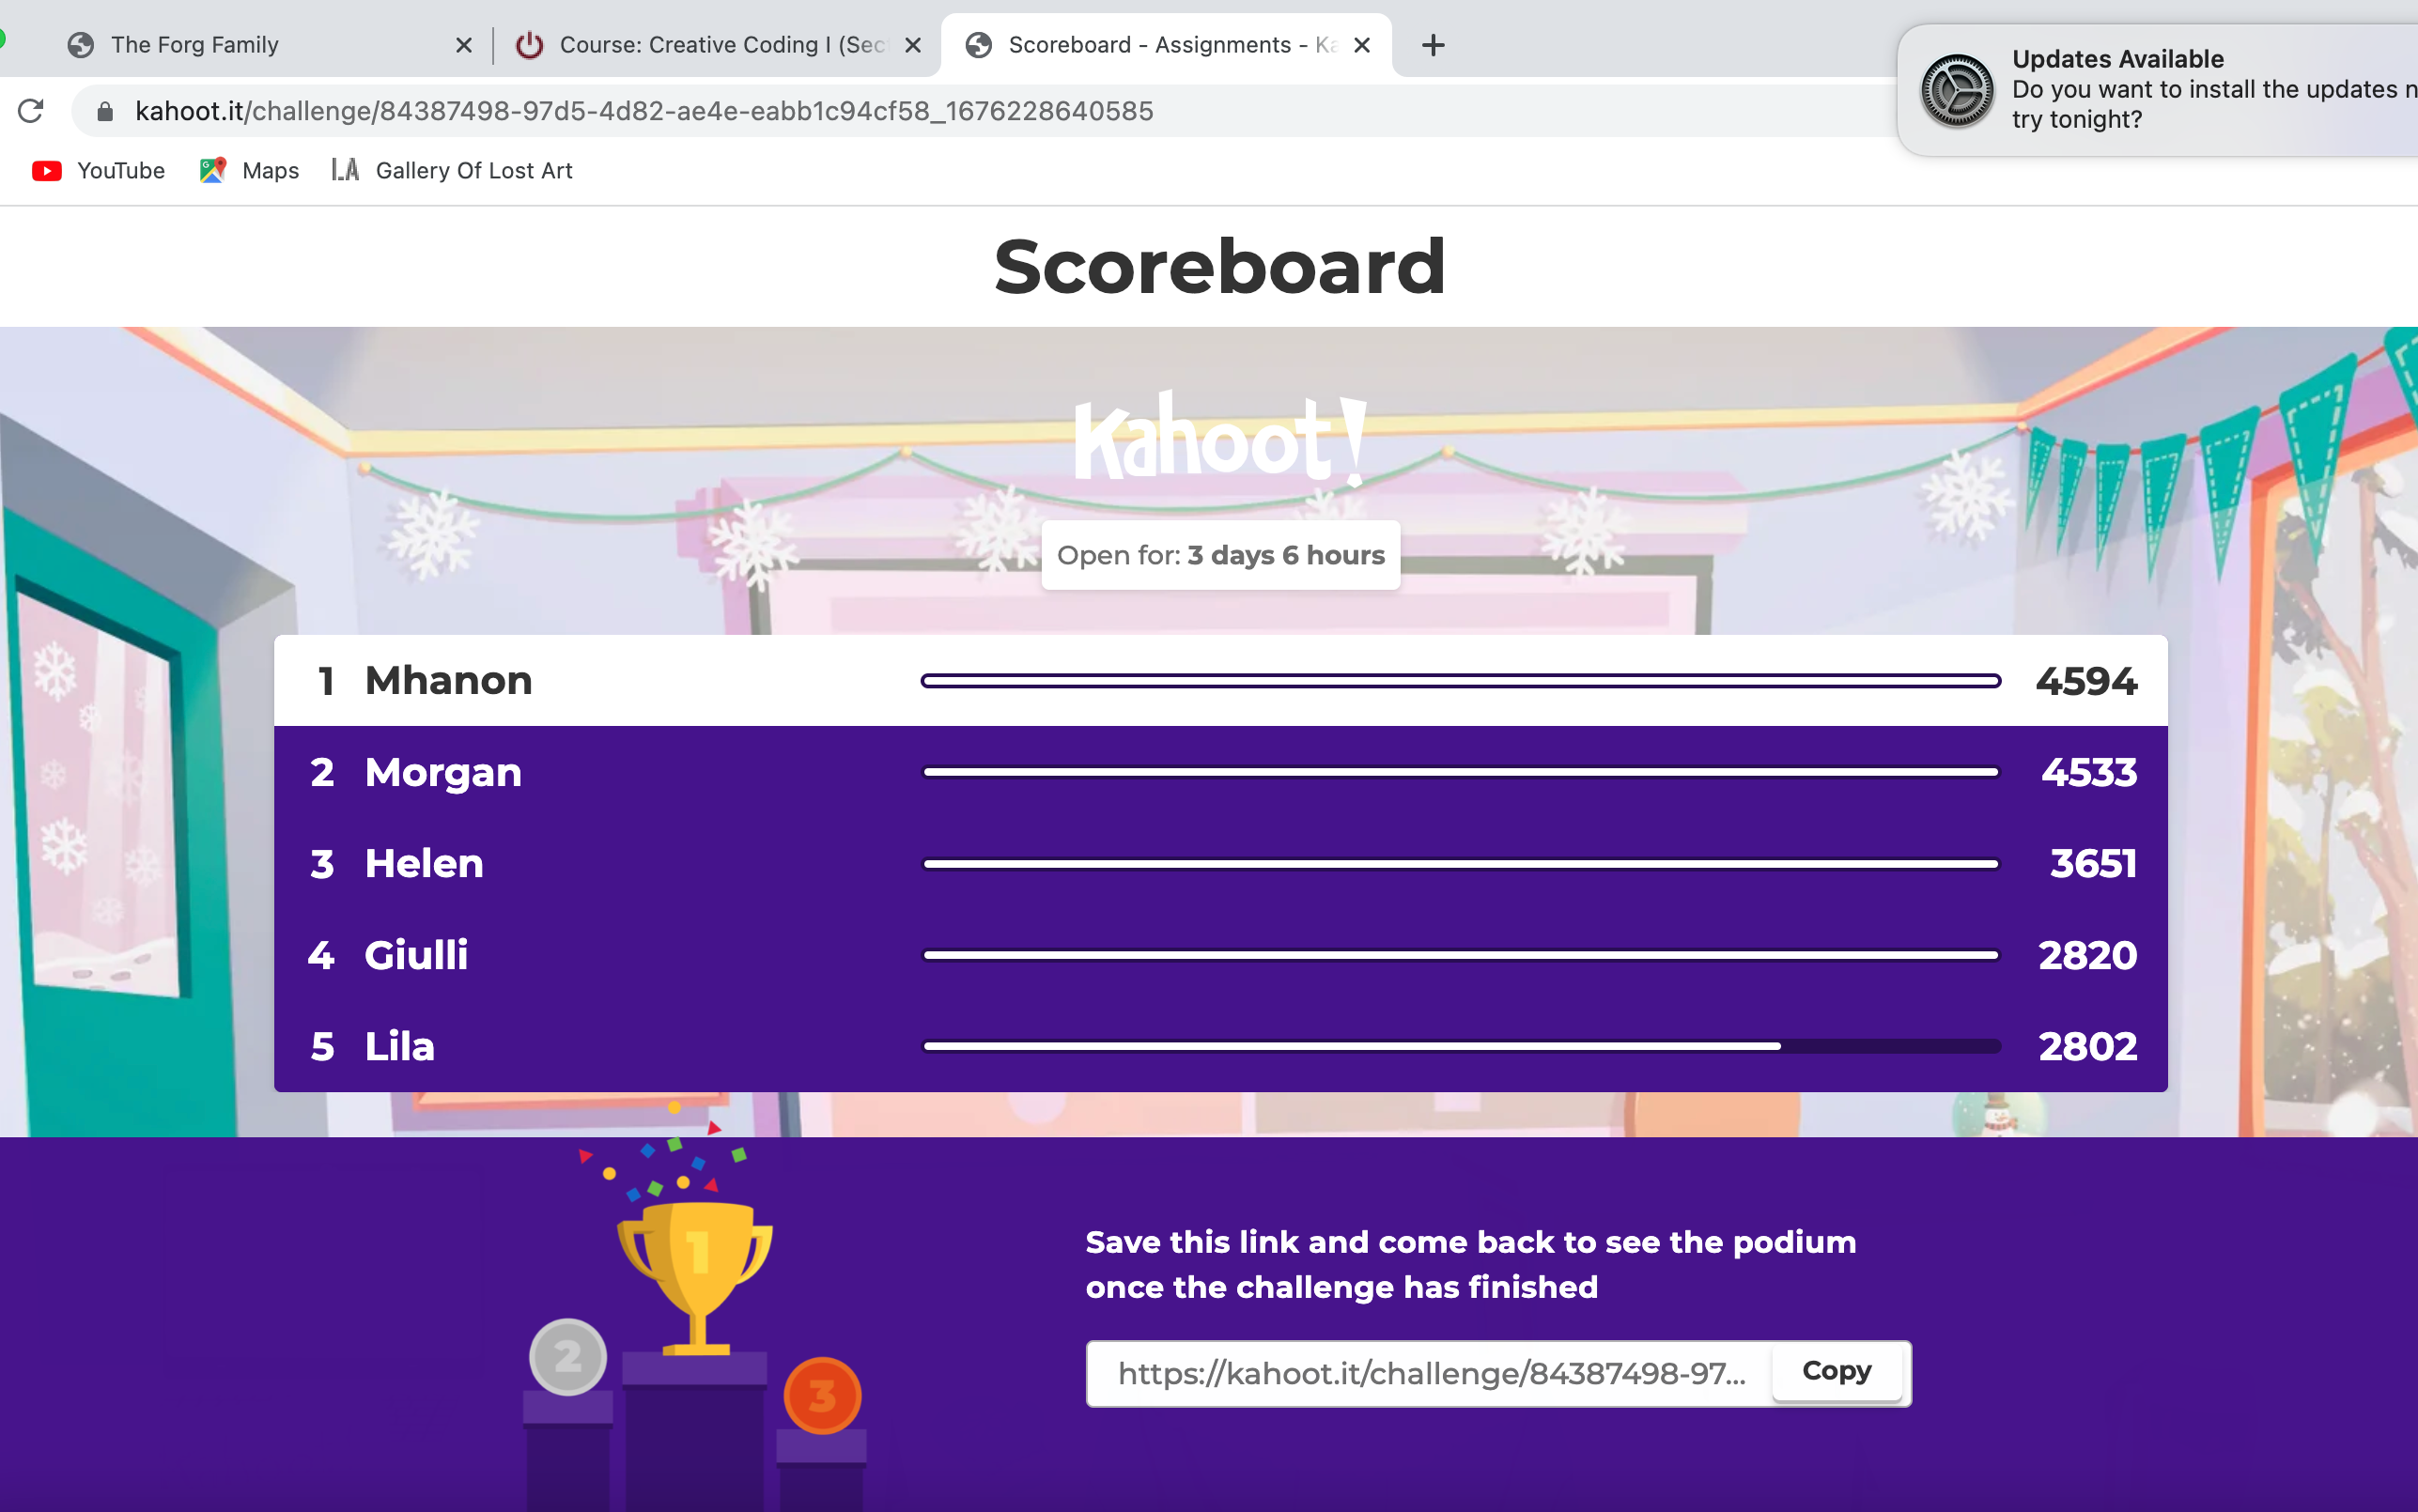 The Forg Family
Course: Creative Coding I (Sec
Scoreboard - Assignments - Ka
Updates Available
Do you want to install the updates n
try tonight?
kahoot.it/challenge/84387498-97d5-4d82-ae4e-eabb1c94cf58_1676228640585
YouTube
Maps
LA Gallery Of Lost Art
Scoreboard
Kahoot!
Open for: 3 days 6 hours
1 Mhanon 4594
2 Morgan 4533
3 Helen 3651
4 Giulli 2820
5 Lila 2802
1
2
3
Save this link and come back to see the podium
once the challenge has finished
https://kahoot.it/challenge/84387498-97... Copy